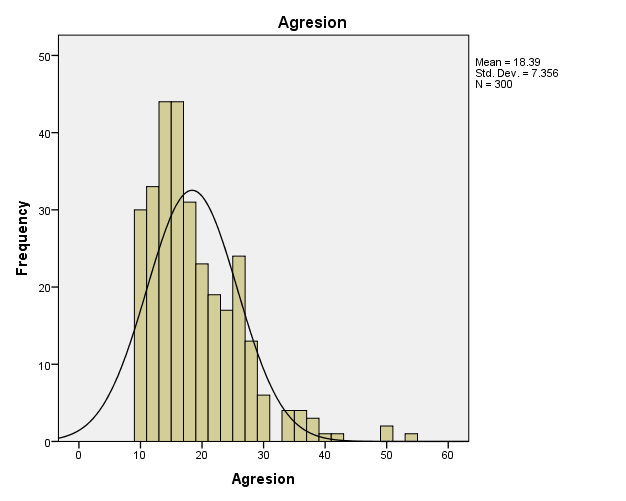 Agresion
Mean = 18.39
Std. Dev. = 7.356
N = 300
50
40
30
20
10
0
Frequency
0 10 20 30 40 50 60
Agresion